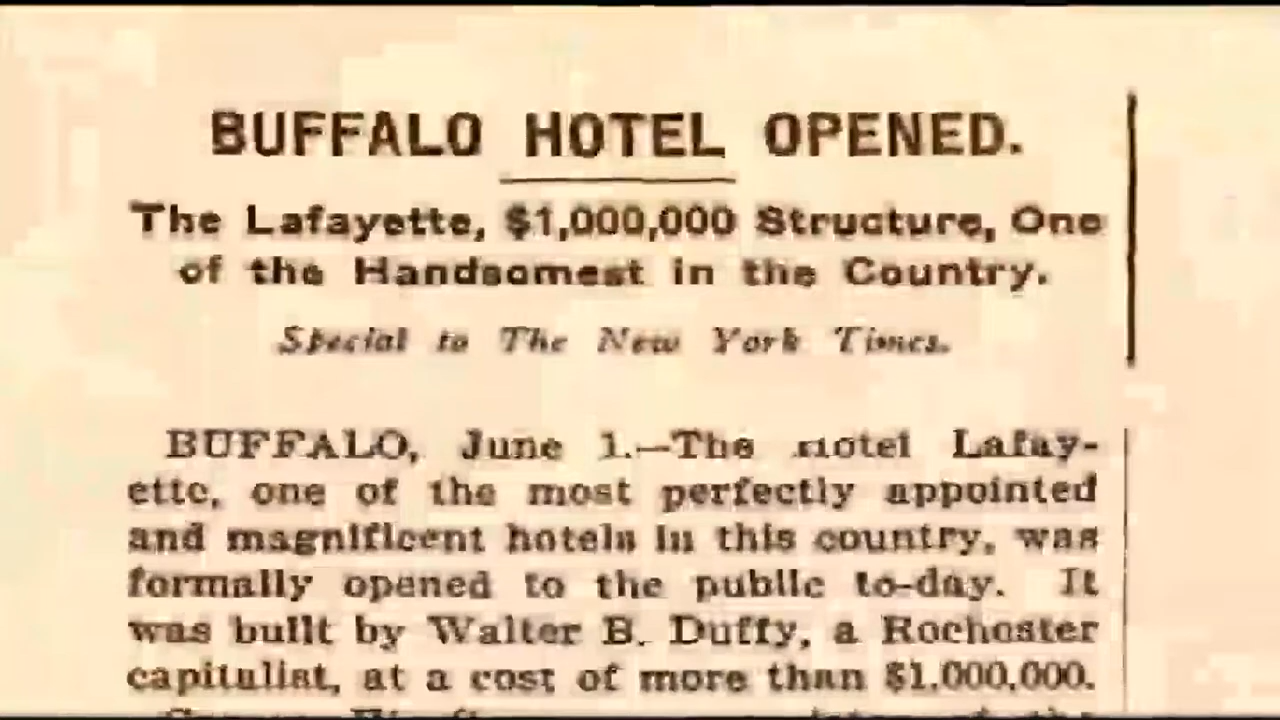 BUFFALO HOTEL OPENED.
The Lafayette, $1,000,000 Structure, One
of the Handsomest in the Country.
Special to The New York Times.
BUFFALO, June 1.—The Hotel Lafay-
ette, one of the most perfectly appointed
and magnificent hotels in this country, was
formally opened to the public to-day. It
was built by Walter B. Duffy, a Rochester
capitalist, at a cost of more than $1,000,000.